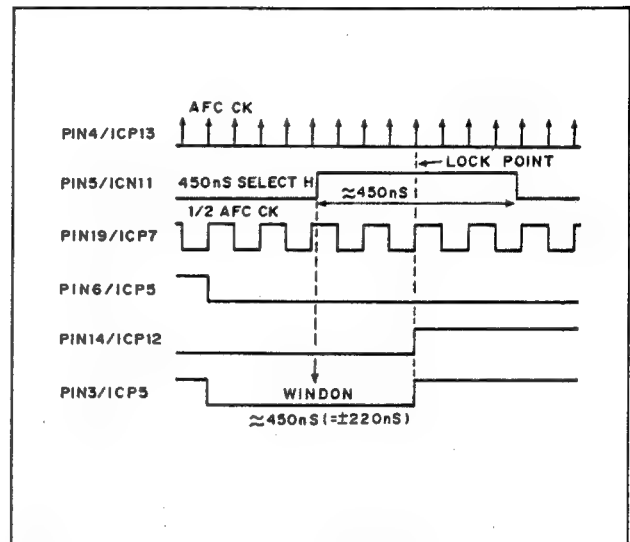 AFC CK
PIN4/ICP13
LOCK POINT
PIN5/ICN11 450nS SELECT H
≈450nS
1/2 AFC CK
PIN19/ICP7
PIN6/ICP5
PIN14/ICP12
PIN3/ICP5
WINDON
≈450nS(=±220nS)